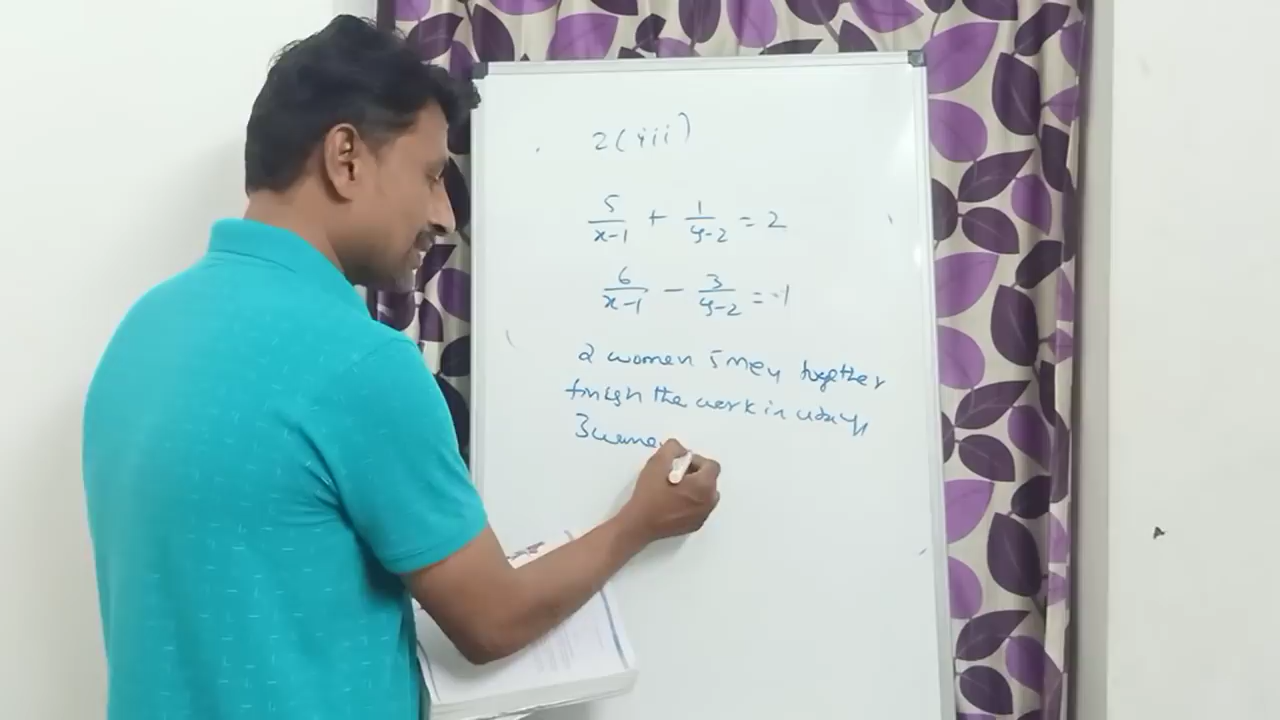 2(iii)
5/x-1 + 1/y-2 = 2
6/x-1 - 3/y-2 = -1
2 women 5 men together
finish the work in 4 days
3 women